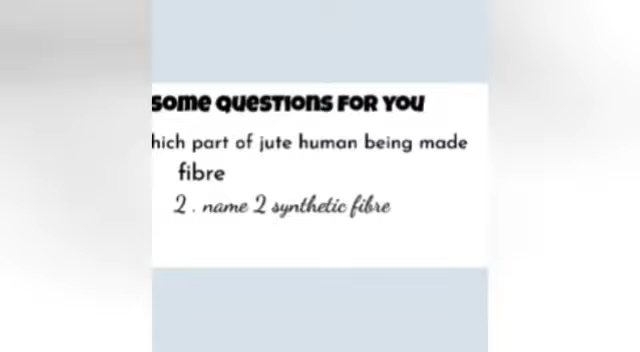 some questions for you
hich part of jute human being made
fibre
2 . name 2 synthetic fibre